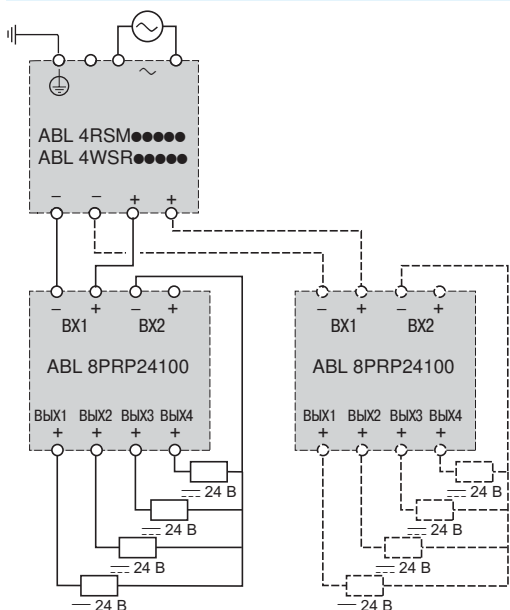 ~
ABL 4RSM●●●●●
ABL 4WSR●●●●●
− − + +
− + − +
ВХ1 ВХ2
ABL 8PRP24100
ВЫХ1 ВЫХ2 ВЫХ3 ВЫХ4
+ + + +
24 В
24 В
24 В
24 В
− + − +
ВХ1 ВХ2
ABL 8PRP24100
ВЫХ1 ВЫХ2 ВЫХ3 ВЫХ4
+ + + +
24 В
24 В
24 В
24 В